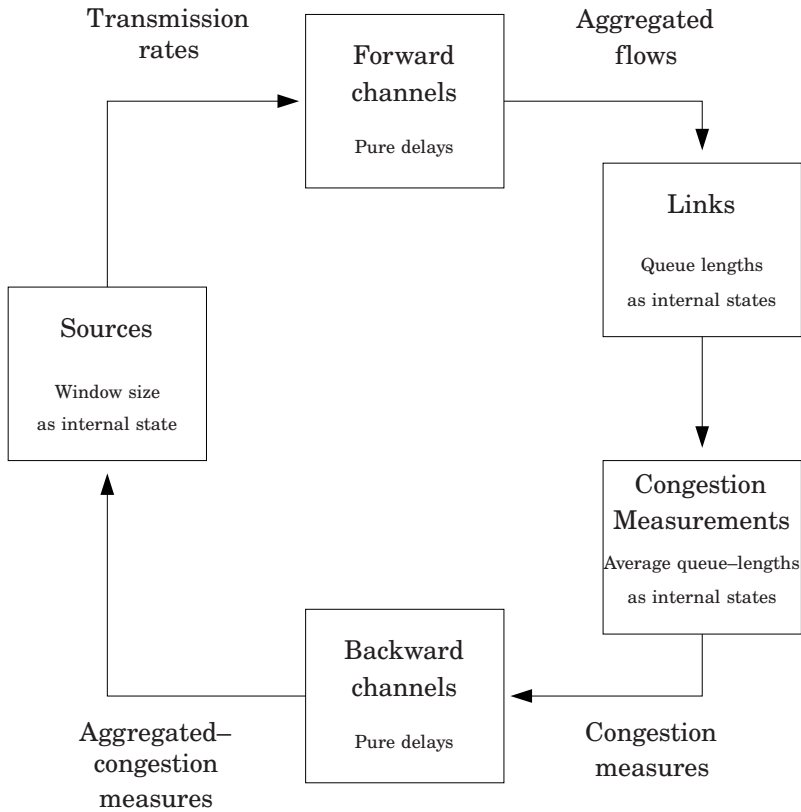 Transmission
rates
Forward
channels
Pure delays
Aggregated
flows
Links
Queue lengths
as internal states
Sources
Window size
as internal state
Congestion
Measurements
Average queue–lengths
as internal states
Backward
channels
Pure delays
Aggregated–
congestion
measures
Congestion
measures